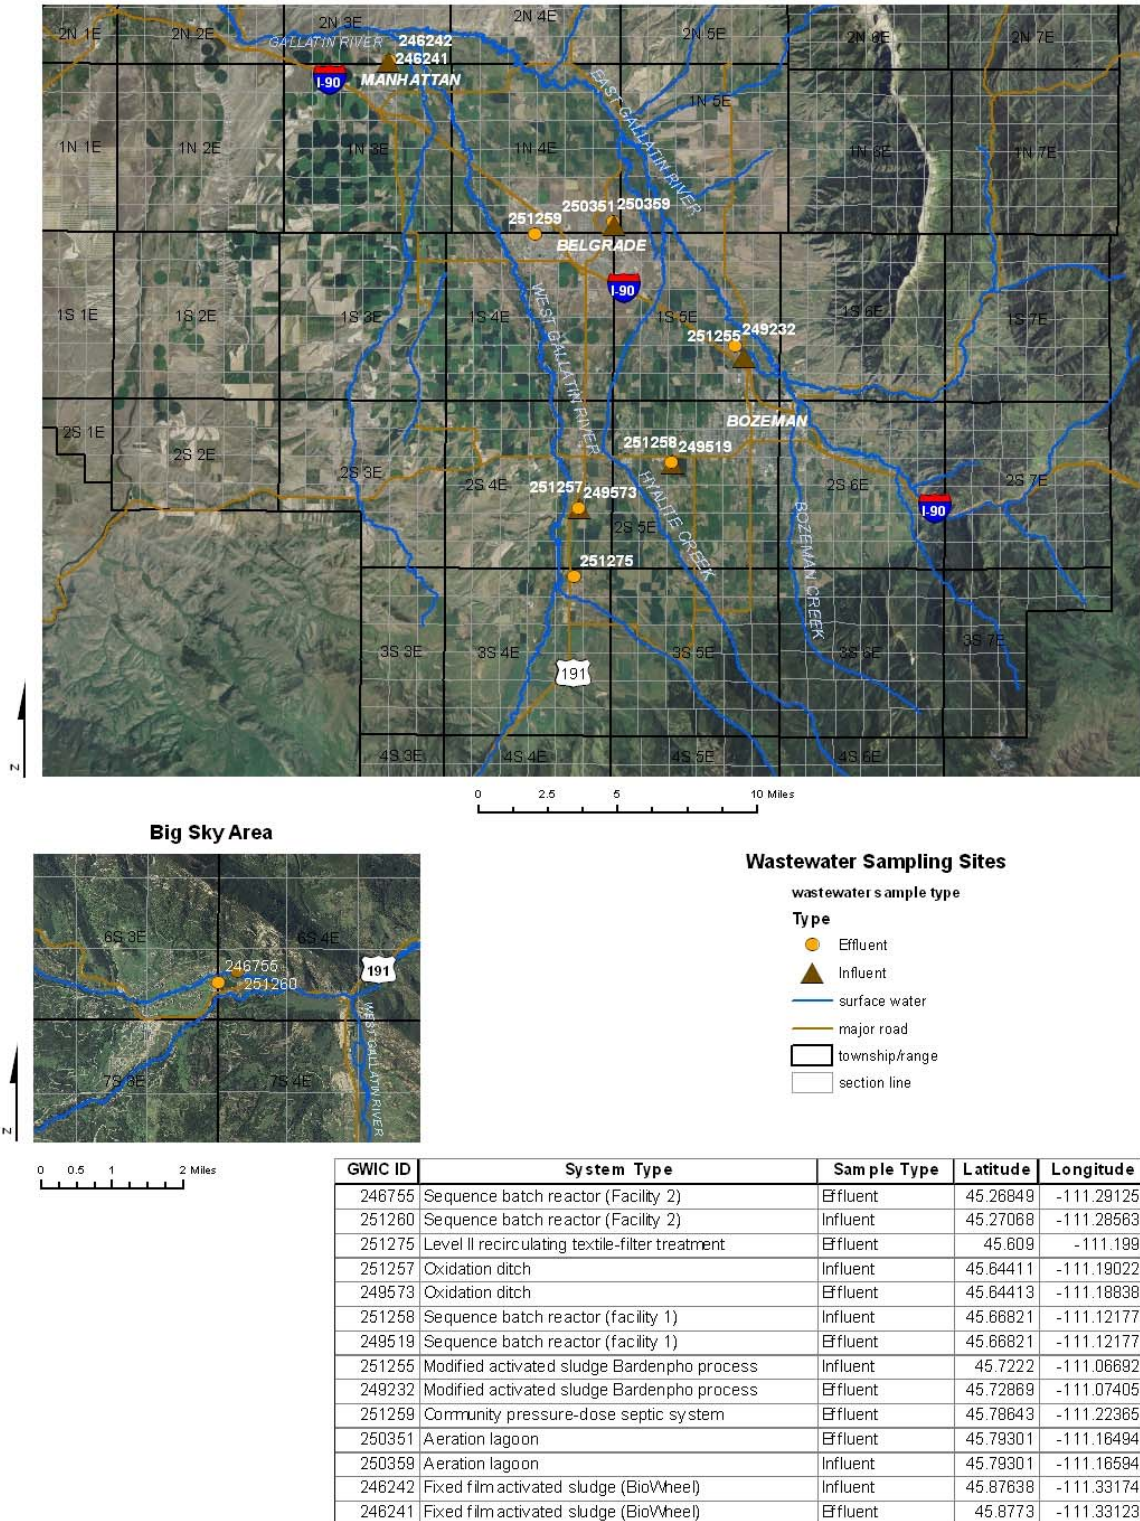 2N 1E
2N 2E
2N 3E
2N 4E
2N 5E
2N 6E
2N 7E
GALLATIN RIVER
246242
246241
I-90
MANHATTAN
EAST GALLATIN RIVER
1N 5E
1N 1E
1N 2E
1N 3E
1N 4E
1N 6E
1N 7E
251259
250351
250359
BELGRADE
I-90
WEST GALLATIN RIVER
1S 1E
1S 2E
1S 3E
1S 4E
1S 5E
1S 6E
1S 7E
251255
249232
BOZEMAN
2S 1E
2S 2E
2S 3E
2S 4E
251258
249519
2S 6E
2S 7E
251257
249573
2S 5E
HYALITE CREEK
BOZEMAN CREEK
I-90
251275
3S 3E
3S 4E
3S 5E
3S 6E
3S 7E
191
4S 3E
4S 4E
4S 5E
4S 6E
N
0 2.5 5 10 Miles
Big Sky Area
6S 3E
6S 4E
246755
251260
191
WEST GALLATIN RIVER
7S 3E
7S 4E
N
0 0.5 1 2 Miles
Wastewater Sampling Sites
wastewater sample type
Type
Effluent
Influent
surface water
major road
township/range
section line
GWIC ID System Type Sample Type Latitude Longitude
246755 Sequence batch reactor (Facility 2) Effluent 45.26849 -111.29125
251260 Sequence batch reactor (Facility 2) Influent 45.27068 -111.28563
251275 Level II recirculating textile-filter treatment Effluent 45.609 -111.199
251257 Oxidation ditch Influent 45.64411 -111.19022
249573 Oxidation ditch Effluent 45.64413 -111.18838
251258 Sequence batch reactor (facility 1) Influent 45.66821 -111.12177
249519 Sequence batch reactor (facility 1) Effluent 45.66821 -111.12177
251255 Modified activated sludge Bardenpho process Influent 45.7222 -111.06692
249232 Modified activated sludge Bardenpho process Effluent 45.72869 -111.07405
251259 Community pressure-dose septic system Effluent 45.78643 -111.22365
250351 Aeration lagoon Effluent 45.79301 -111.16494
250359 Aeration lagoon Influent 45.79301 -111.16594
246242 Fixed film activated sludge (BioWheel) Influent 45.87638 -111.33174
246241 Fixed film activated sludge (BioWheel) Effluent 45.8773 -111.33123